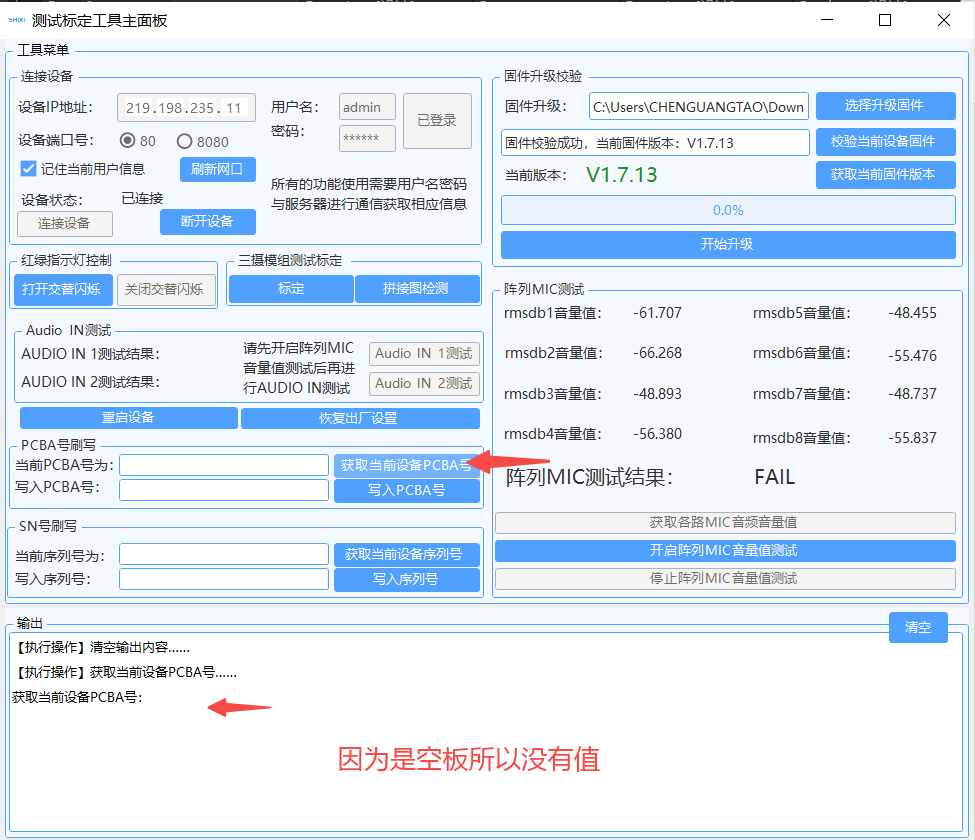 SHIXI 测试标定工具主面板
工具菜单
连接设备
设备IP地址: 219.198.235. 11
用户名: admin
密码: ******
已登录
设备端口号: 80 8080
记住当前用户信息
刷新网口
所有的功能使用需要用户名密码
与服务器进行通信获取相应信息
设备状态: 已连接
连接设备
断开设备
红绿指示灯控制
打开交替闪烁
关闭交替闪烁
三摄模组测试标定
标定
拼接图检测
Audio IN测试
AUDIO IN 1测试结果:
AUDIO IN 2测试结果:
请先开启阵列MIC
音量值测试后再进
行AUDIO IN测试
Audio IN 1测试
Audio IN 2测试
重启设备
恢复出厂设置
PCBA号刷写
当前PCBA号为:
获取当前设备PCBA号
写入PCBA号:
写入PCBA号
SN号刷写
当前序列号为:
获取当前设备序列号
写入序列号:
写入序列号
固件升级校验
固件升级: C:\Users\CHENGUANGTAO\Down
选择升级固件
固件校验成功，当前固件版本：V1.7.13
校验当前设备固件
当前版本: V1.7.13
获取当前固件版本
0.0%
开始升级
阵列MIC测试
rmsdb1音量值: -61.707
rmsdb5音量值: -48.455
rmsdb2音量值: -66.268
rmsdb6音量值: -55.476
rmsdb3音量值: -48.893
rmsdb7音量值: -48.737
rmsdb4音量值: -56.380
rmsdb8音量值: -55.837
阵列MIC测试结果: FAIL
获取各路MIC音频音量值
开启阵列MIC音量值测试
停止阵列MIC音量值测试
输出
清空
【执行操作】清空输出内容......
【执行操作】获取当前设备PCBA号......
获取当前设备PCBA号:
因为是空板所以没有值